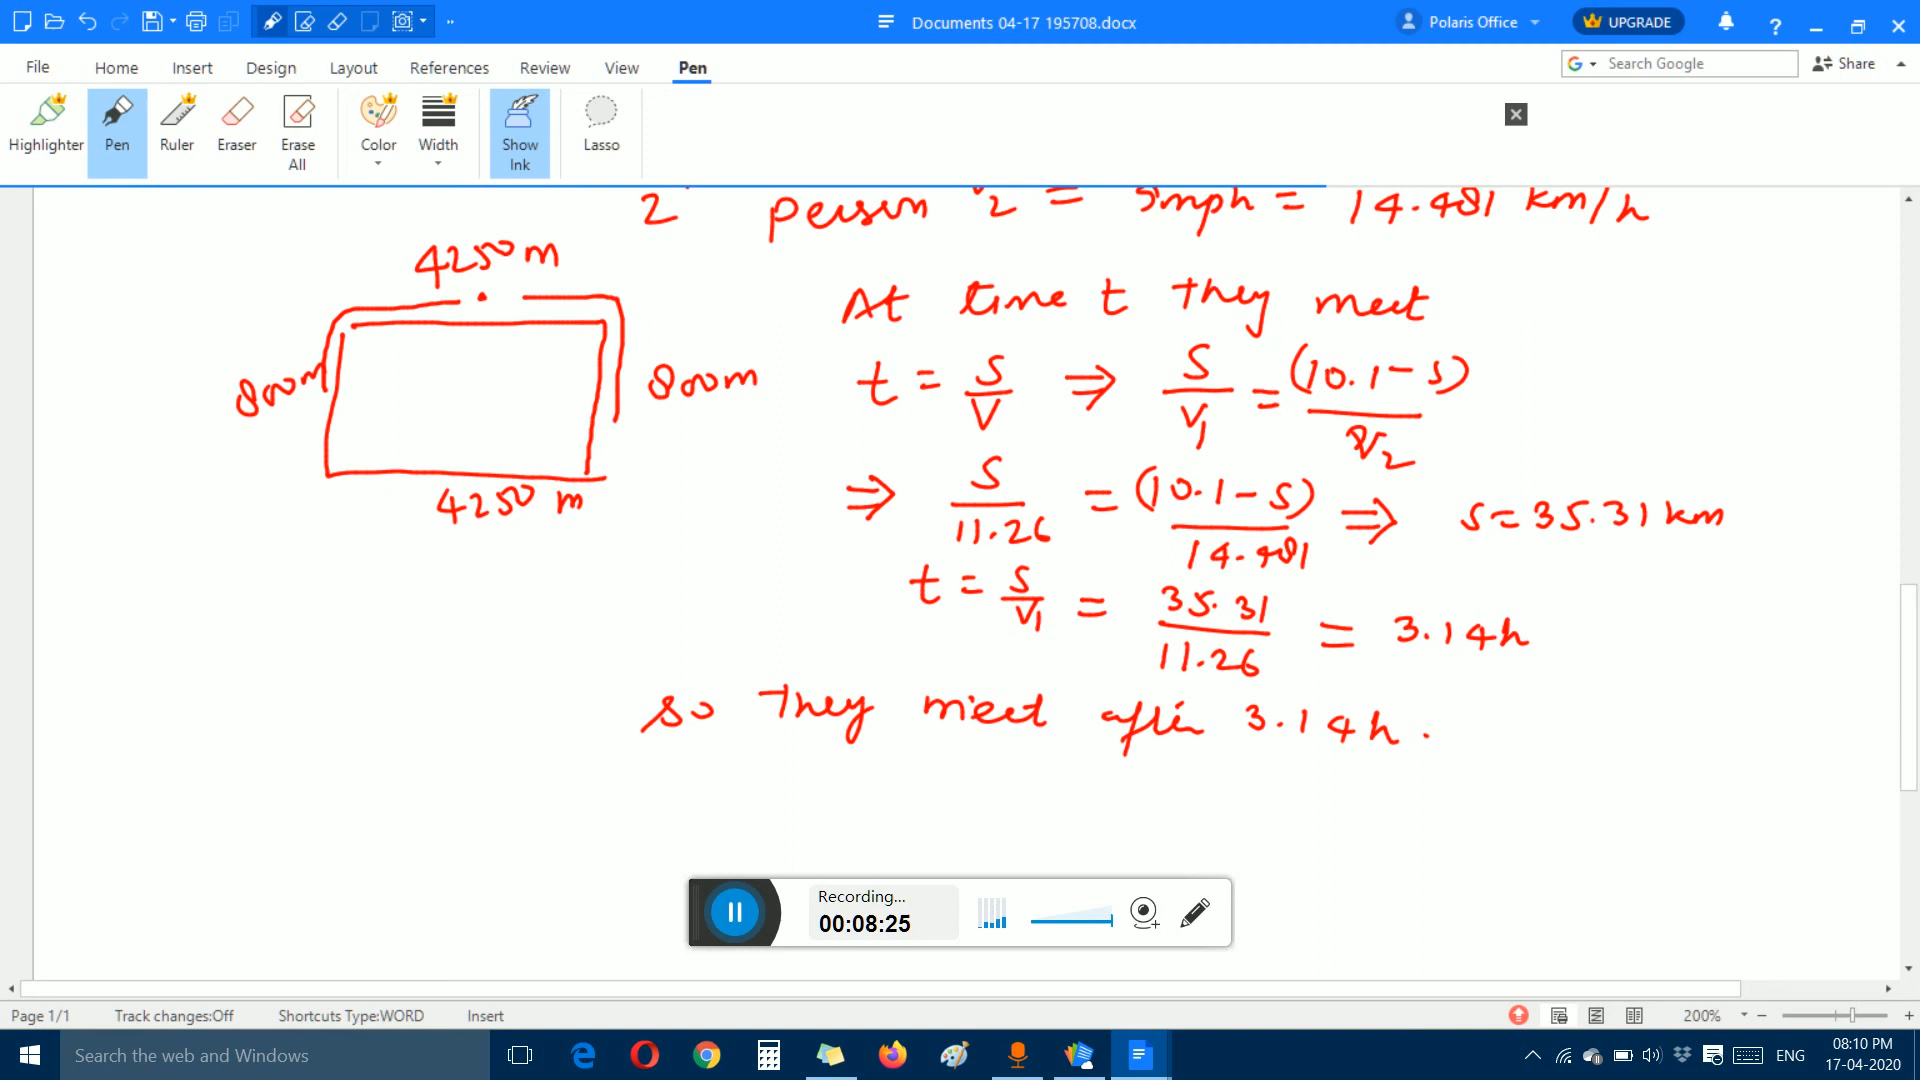 Documents 04-17 195708.docx
Polaris Office
UPGRADE
File Home Insert Design Layout References Review View Pen
Search Google
Share
Highlighter Pen Ruler Eraser Erase All Color Width Show Ink Lasso
2 person V2 = 5mph = 14.481 km/h
4250 m
At time t they meet
800m
800m
t = S/V ⇒ S/V1 = (10.1-S)/V2
4250 m
⇒ S/11.26 = (10.1-S)/14.481 ⇒ S=35.31 km
t = S/V1 = 35.31/11.26 = 3.14h
so they meet after 3.14h.
Recording...
00:08:25
Page 1/1 Track changes:Off Shortcuts Type:WORD Insert
200%
Search the web and Windows
ENG
08:10 PM
17-04-2020